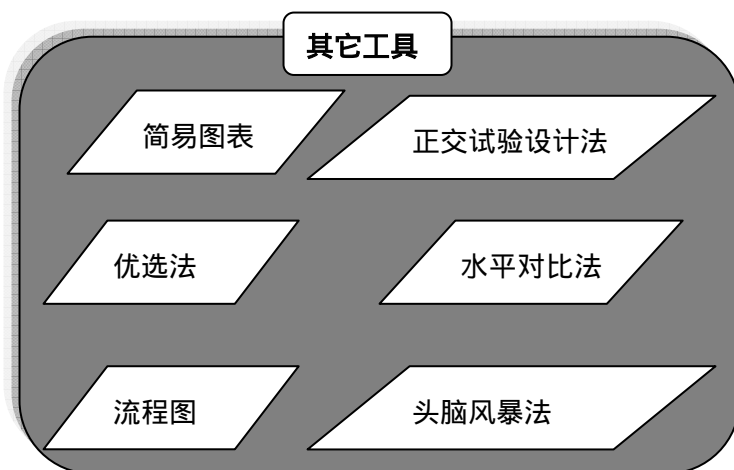 其它工具
简易图表
正交试验设计法
优选法
水平对比法
流程图
头脑风暴法